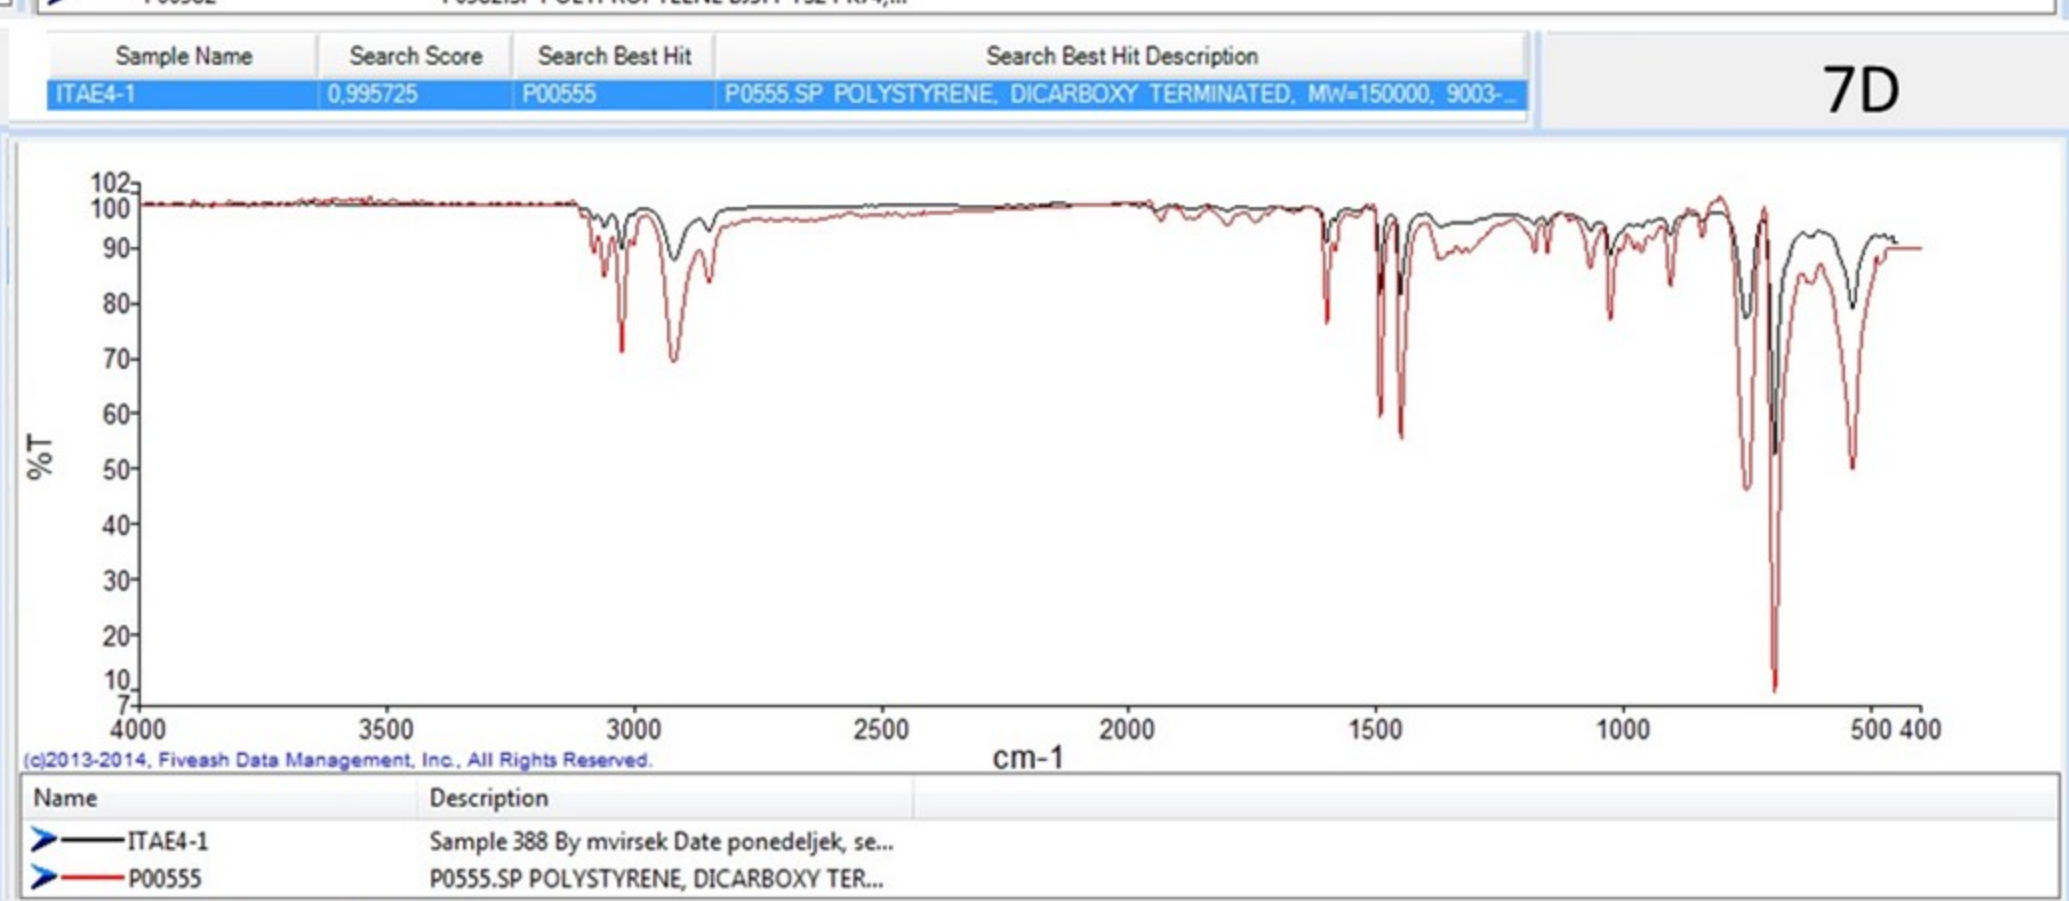 Sample Name Search Score Search Best Hit Search Best Hit Description
ITAE4-1 0,995725 P00555 P0555.SP POLYSTYRENE, DICARBOXY TERMINATED, MW=150000, 9003-...
7D
102
100
90
80
70
60
50
40
30
20
10
7
%T
4000 3500 3000 2500 2000 1500 1000 500 400
cm-1
(c)2013-2014, Fiveash Data Management, Inc., All Rights Reserved.
Name Description
ITAE4-1 Sample 388 By mvirsek Date ponedeljek, se...
P00555 P0555.SP POLYSTYRENE, DICARBOXY TER...